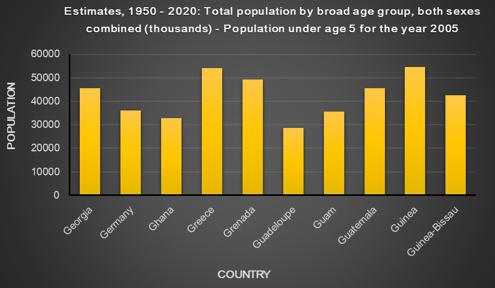 Estimates, 1950 - 2020: Total population by broad age group, both sexes
combined (thousands) - Population under age 5 for the year 2005
POPULATION
60000
50000
40000
30000
20000
10000
0
Georgia
Germany
Ghana
Greece
Grenada
Guadeloupe
Guam
Guatemala
Guinea
Guinea-Bissau
COUNTRY